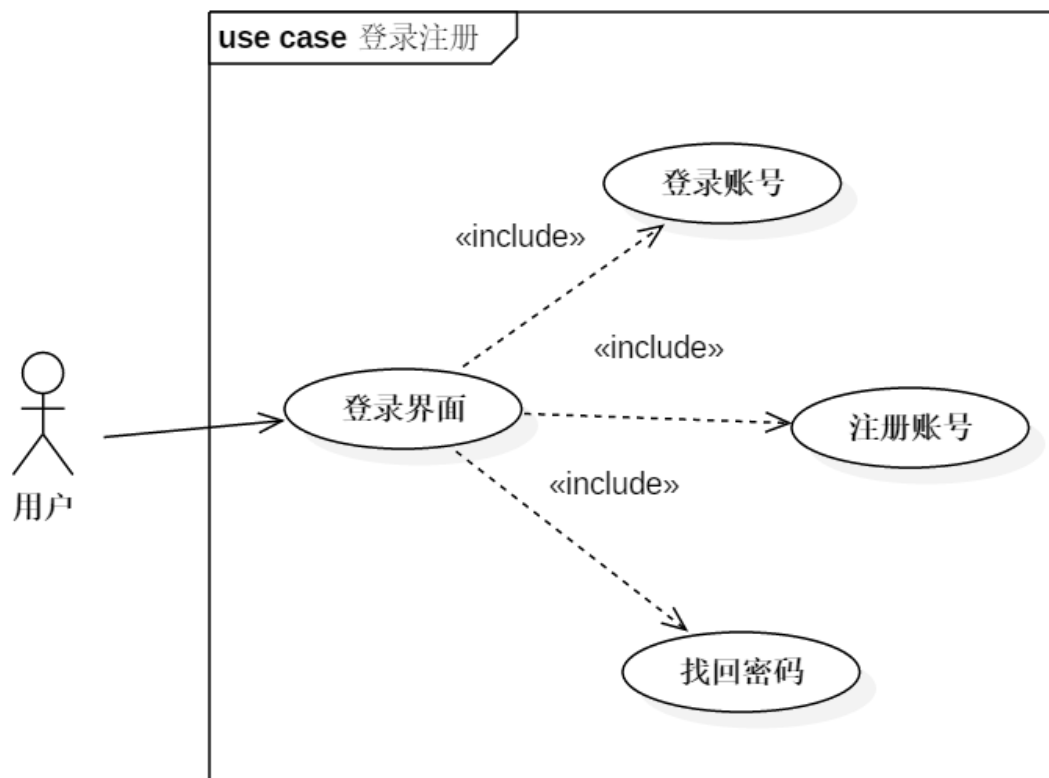 use case 登录注册
登录账号
«include»
«include»
登录界面
注册账号
«include»
用户
找回密码